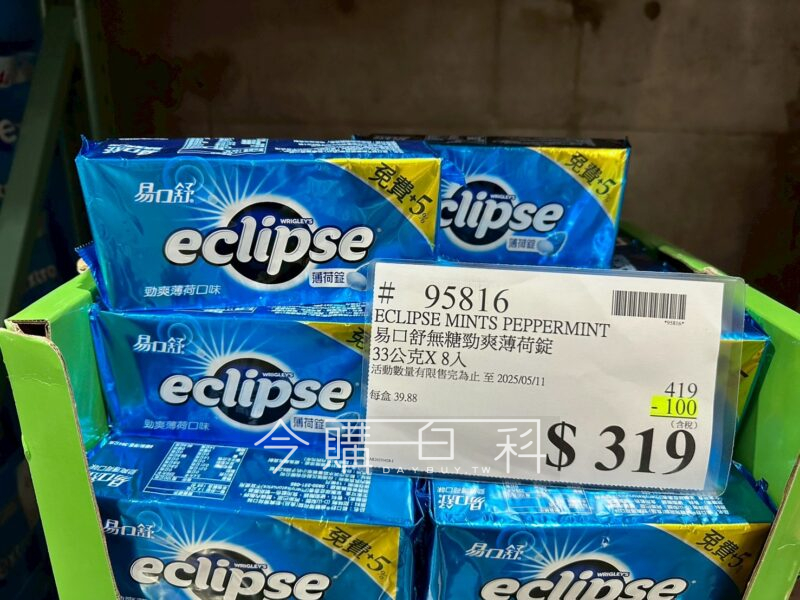 易口舒
WRIGLEY'S
eclipse
薄荷錠
勁爽薄荷口味
免費+5%
eclipse
薄荷錠
免費+5%
# 95816
*95816*
ECLIPSE MINTS PEPPERMINT
易口舒無糖勁爽薄荷錠
33公克X 8入
活動數量有限售完為止 至 2025/05/11
419
每盒 39.88
- 100
(含稅)
$ 319
易口舒
eclipse
薄荷錠
勁爽薄荷口味
今購百科
DAYBUY.TW
易口舒
WRIGLEY'S
eclipse
免費+5%
易口舒
WRIGLEY'S
eclipse
免費+5%